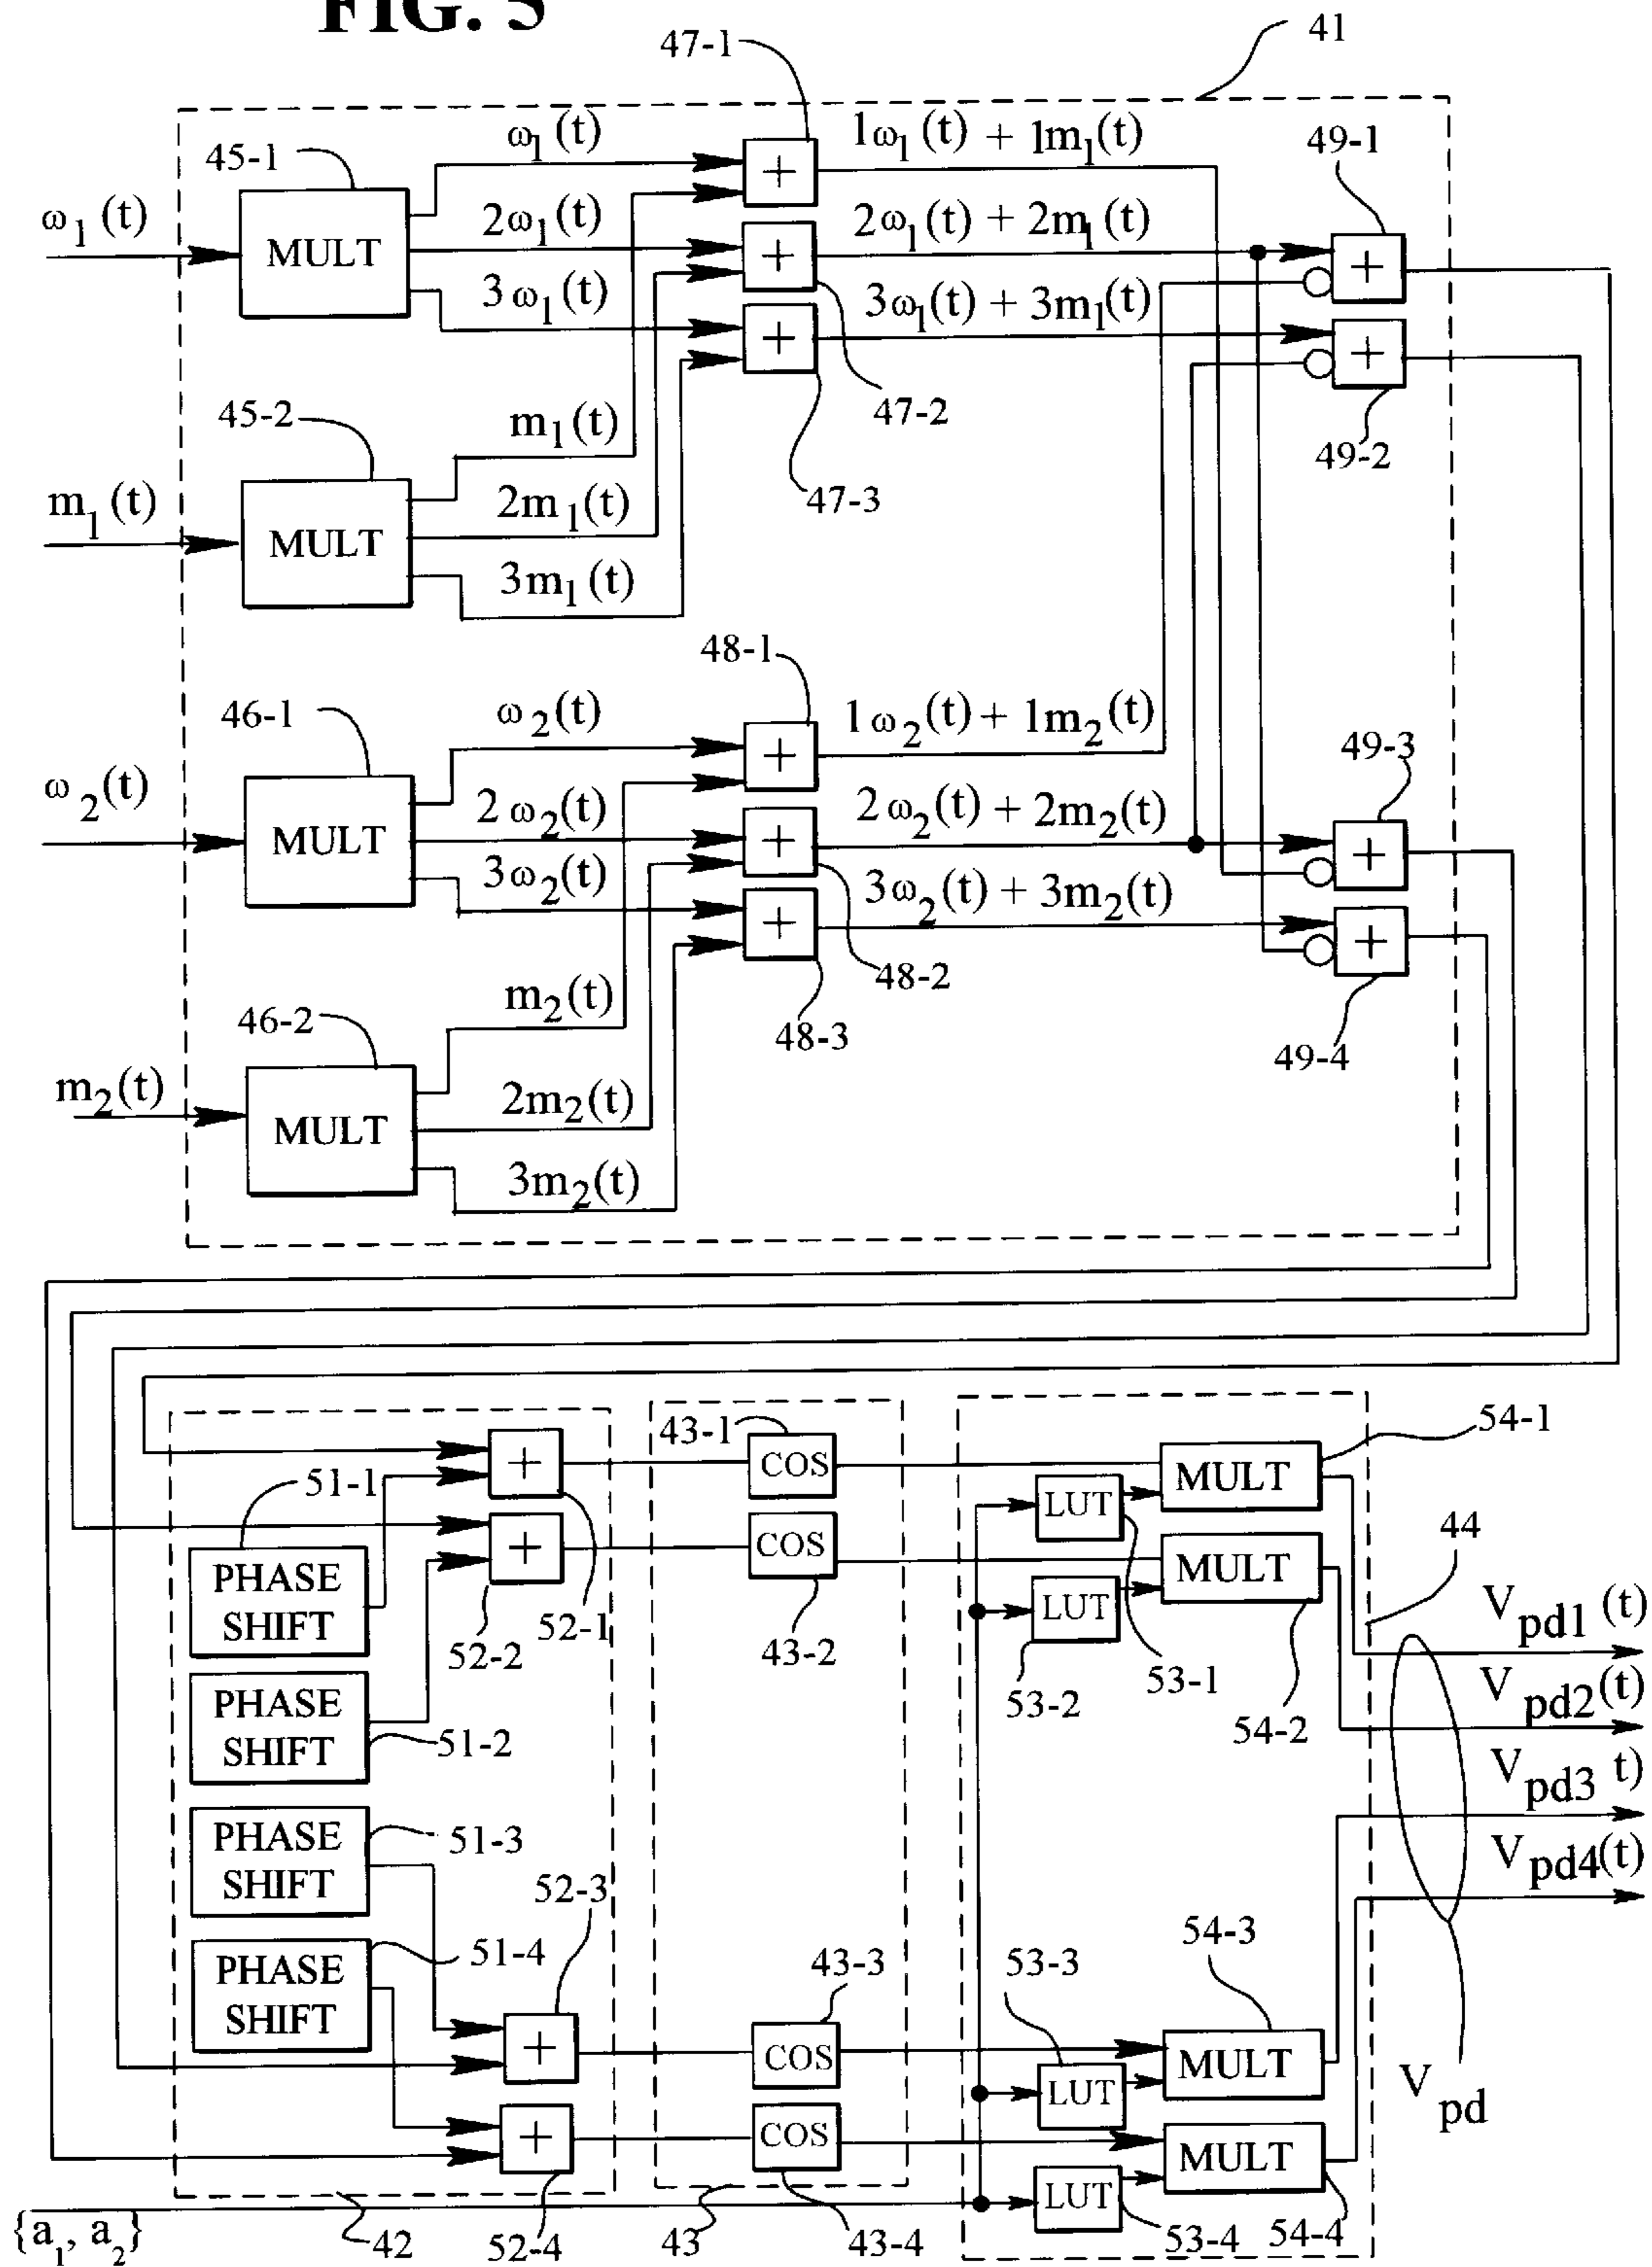 FIG. 5
41
47-1
45-1
ω₁(t)
1ω₁(t) + 1m₁(t)
49-1
ω₁(t)
MULT
2ω₁(t)
2ω₁(t) + 2m₁(t)
3ω₁(t)
3ω₁(t) + 3m₁(t)
45-2
m₁(t)
47-2
47-3
49-2
m₁(t)
MULT
2m₁(t)
3m₁(t)
48-1
46-1
ω₂(t)
1ω₂(t) + 1m₂(t)
49-3
ω₂(t)
MULT
2ω₂(t)
2ω₂(t) + 2m₂(t)
3ω₂(t)
3ω₂(t) + 3m₂(t)
48-2
46-2
m₂(t)
48-3
49-4
m₂(t)
MULT
2m₂(t)
3m₂(t)
+
+
+
+
+
+
+
+
+
+
43-1
54-1
51-1
+
COS
MULT
LUT
44
+
COS
MULT
PHASE SHIFT
52-1
LUT
52-2
43-2
53-1
53-2
54-2
Vpd1 (t)
PHASE SHIFT
51-2
Vpd2(t)
Vpd3 t)
PHASE SHIFT
51-3
Vpd4(t)
52-3
PHASE SHIFT
51-4
43-3
53-3
54-3
+
COS
MULT
LUT
Vpd
+
COS
MULT
LUT
{a₁, a₂}
42
52-4
43
43-4
53-4
54-4